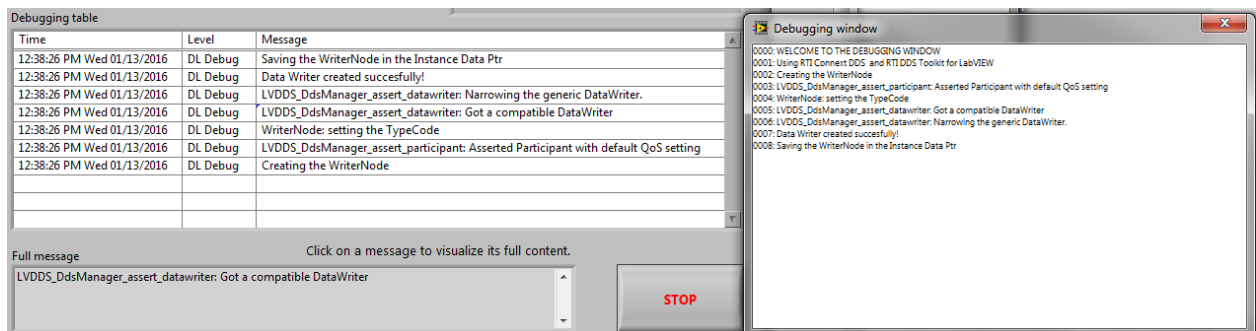 Debugging table
Time Level Message
12:38:26 PM Wed 01/13/2016 DL Debug Saving the WriterNode in the Instance Data Ptr
12:38:26 PM Wed 01/13/2016 DL Debug Data Writer created succesfully!
12:38:26 PM Wed 01/13/2016 DL Debug LVDDS_DdsManager_assert_datawriter: Narrowing the generic DataWriter.
12:38:26 PM Wed 01/13/2016 DL Debug LVDDS_DdsManager_assert_datawriter: Got a compatible DataWriter
12:38:26 PM Wed 01/13/2016 DL Debug WriterNode: setting the TypeCode
12:38:26 PM Wed 01/13/2016 DL Debug LVDDS_DdsManager_assert_participant: Asserted Participant with default QoS setting
12:38:26 PM Wed 01/13/2016 DL Debug Creating the WriterNode
Click on a message to visualize its full content.
Full message
LVDDS_DdsManager_assert_datawriter: Got a compatible DataWriter
STOP
Debugging window
0000: WELCOME TO THE DEBUGGING WINDOW
0001: Using RTI Connext DDS and RTI DDS Toolkit for LabVIEW
0002: Creating the WriterNode
0003: LVDDS_DdsManager_assert_participant: Asserted Participant with default QoS setting
0004: WriterNode: setting the TypeCode
0005: LVDDS_DdsManager_assert_datawriter: Got a compatible DataWriter
0006: LVDDS_DdsManager_assert_datawriter: Narrowing the generic DataWriter.
0007: Data Writer created succesfully!
0008: Saving the WriterNode in the Instance Data Ptr